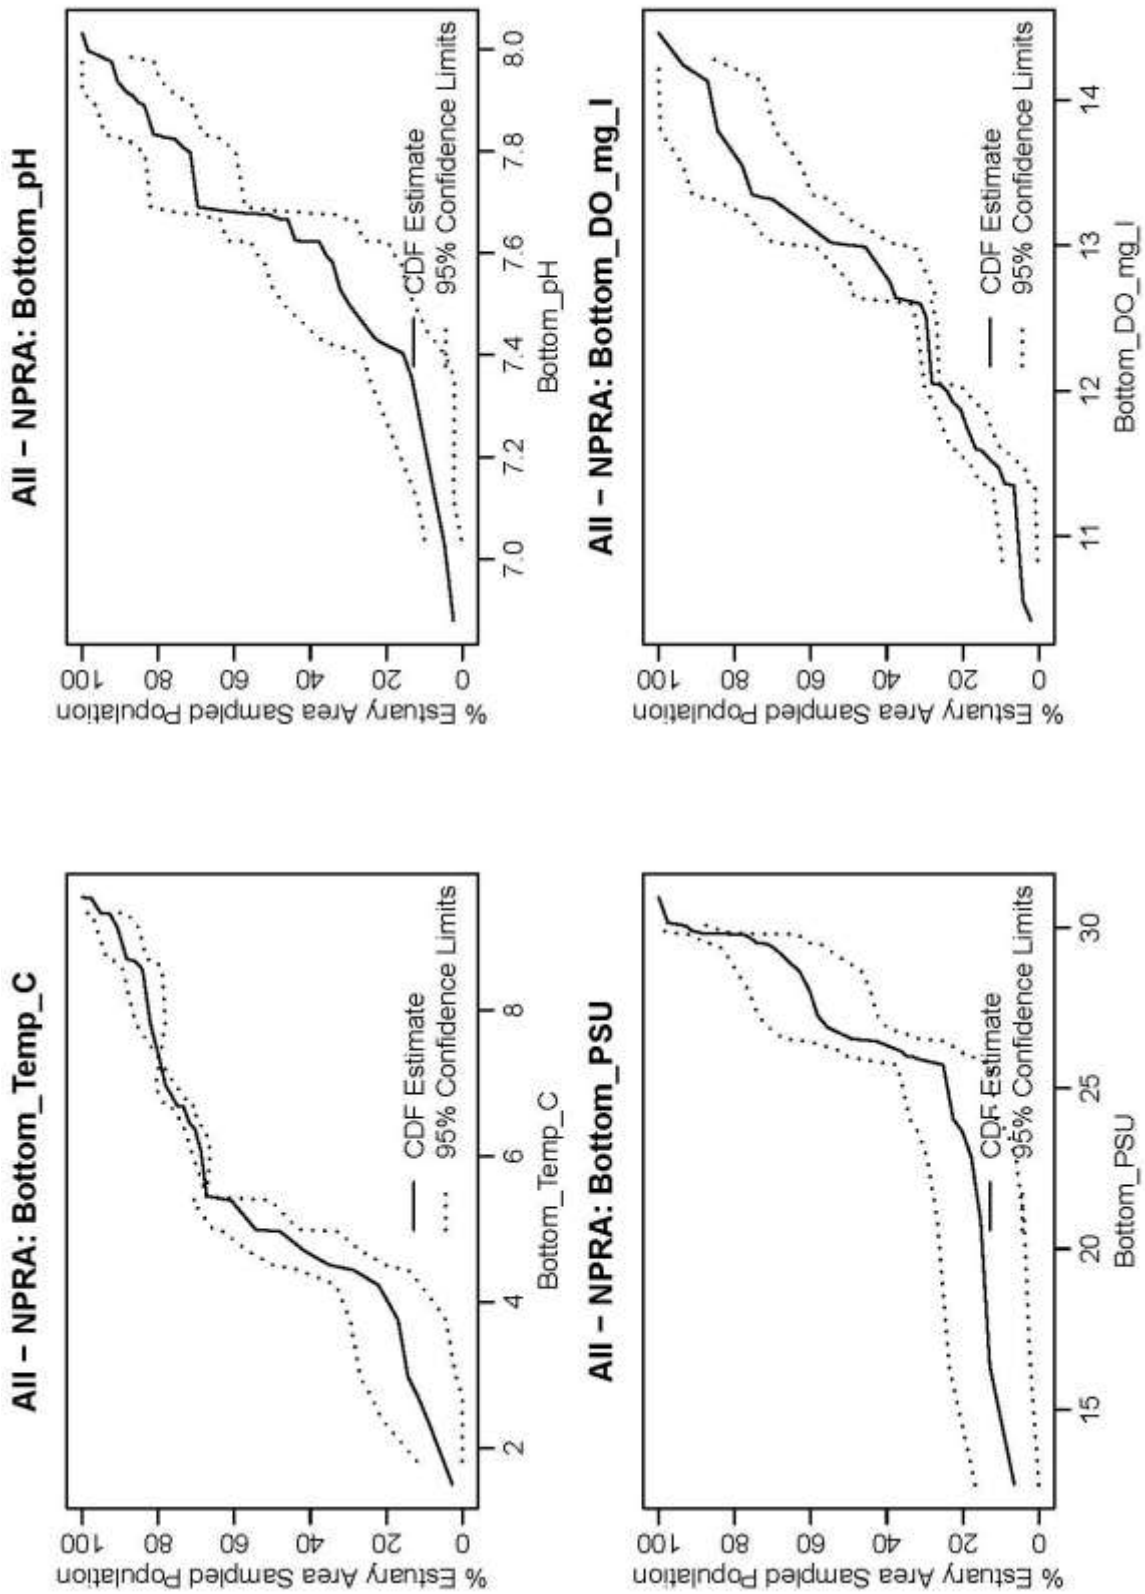 All – NPRA: Bottom_Temp_C
% Estuary Area Sampled Population
0 20 40 60 80 100
CDF Estimate
95% Confidence Limits
2 4 6 8
Bottom_Temp_C
All – NPRA: Bottom_pH
% Estuary Area Sampled Population
0 20 40 60 80 100
CDF Estimate
95% Confidence Limits
7.0 7.2 7.4 7.6 7.8 8.0
Bottom_pH
All – NPRA: Bottom_PSU
% Estuary Area Sampled Population
0 20 40 60 80 100
CDF Estimate
95% Confidence Limits
15 20 25 30
Bottom_PSU
All – NPRA: Bottom_DO_mg_l
% Estuary Area Sampled Population
0 20 40 60 80 100
CDF Estimate
95% Confidence Limits
11 12 13 14
Bottom_DO_mg_l